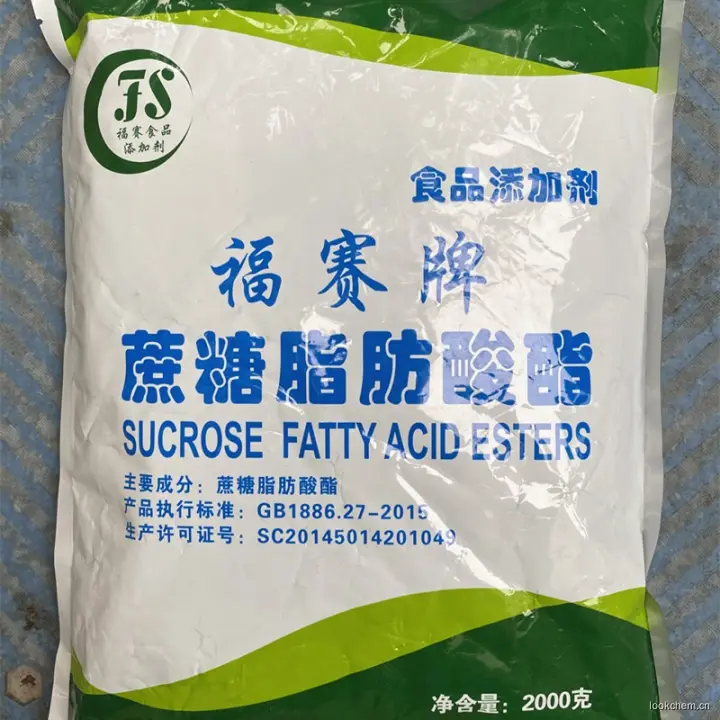 FS
福赛食品
添加剂
食品添加剂
福赛牌
蔗糖脂肪酸酯
SUCROSE FATTY ACID ESTERS
主要成分：蔗糖脂肪酸酯
产品执行标准：GB1886.27-2015
生产许可证号：SC20145014201049
净含量：2000克
lookchem.cn